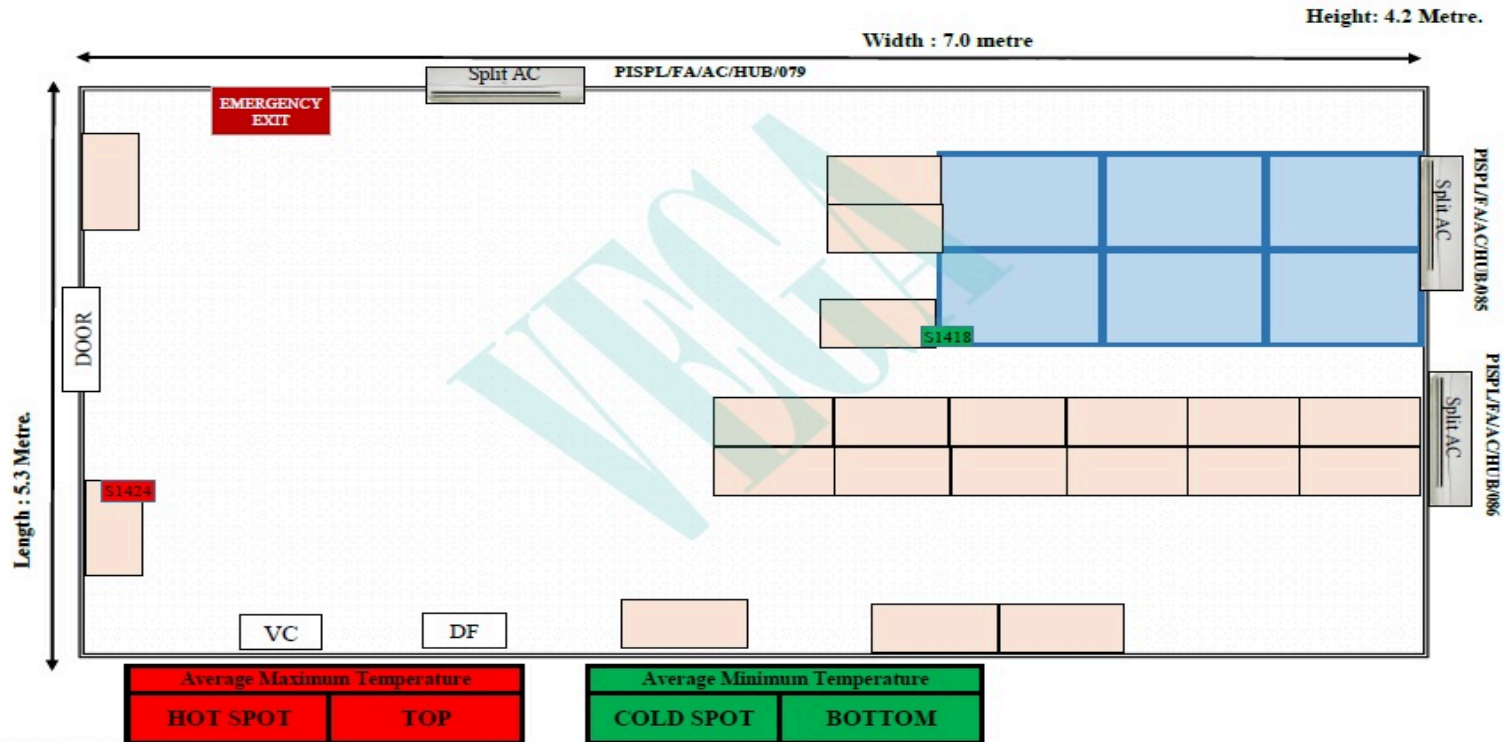 Height: 4.2 Metre.
Width : 7.0 metre
Split AC
PISPL/FA/AC/HUB/079
EMERGENCY
EXIT
PISPL/FA/AC/HUB/085
Split AC
DOOR
S1418
VEGA
PISPL/FA/AC/HUB/086
Split AC
Length : 5.3 Metre.
S1424
VC
DF
Average Maximum Temperature
HOT SPOT
TOP
Average Minimum Temperature
COLD SPOT
BOTTOM